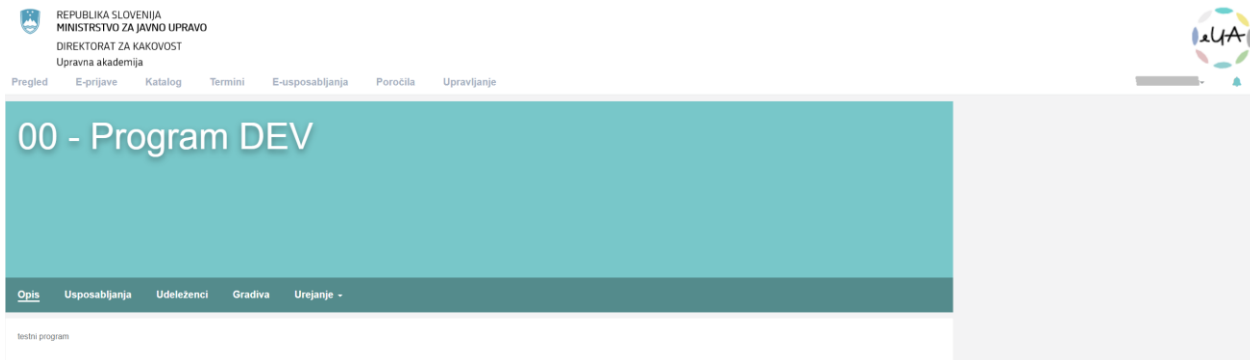 REPUBLIKA SLOVENIJA
MINISTRSTVO ZA JAVNO UPRAVO
DIREKTORAT ZA KAKOVOST
Upravna akademija
eUA
Pregled E-prijave Katalog Termini E-usposabljanja Poročila Upravljanje
00 - Program DEV
Opis Usposabljanja Udeleženci Gradiva Urejanje
testni program